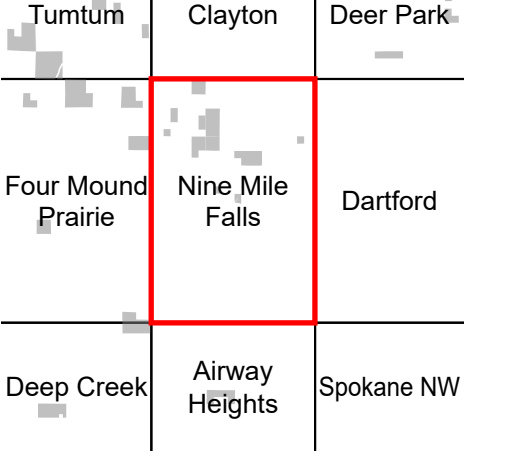 Tumtum
Clayton
Deer Park
Four Mound
Prairie
Nine Mile
Falls
Dartford
Deep Creek
Airway
Heights
Spokane NW